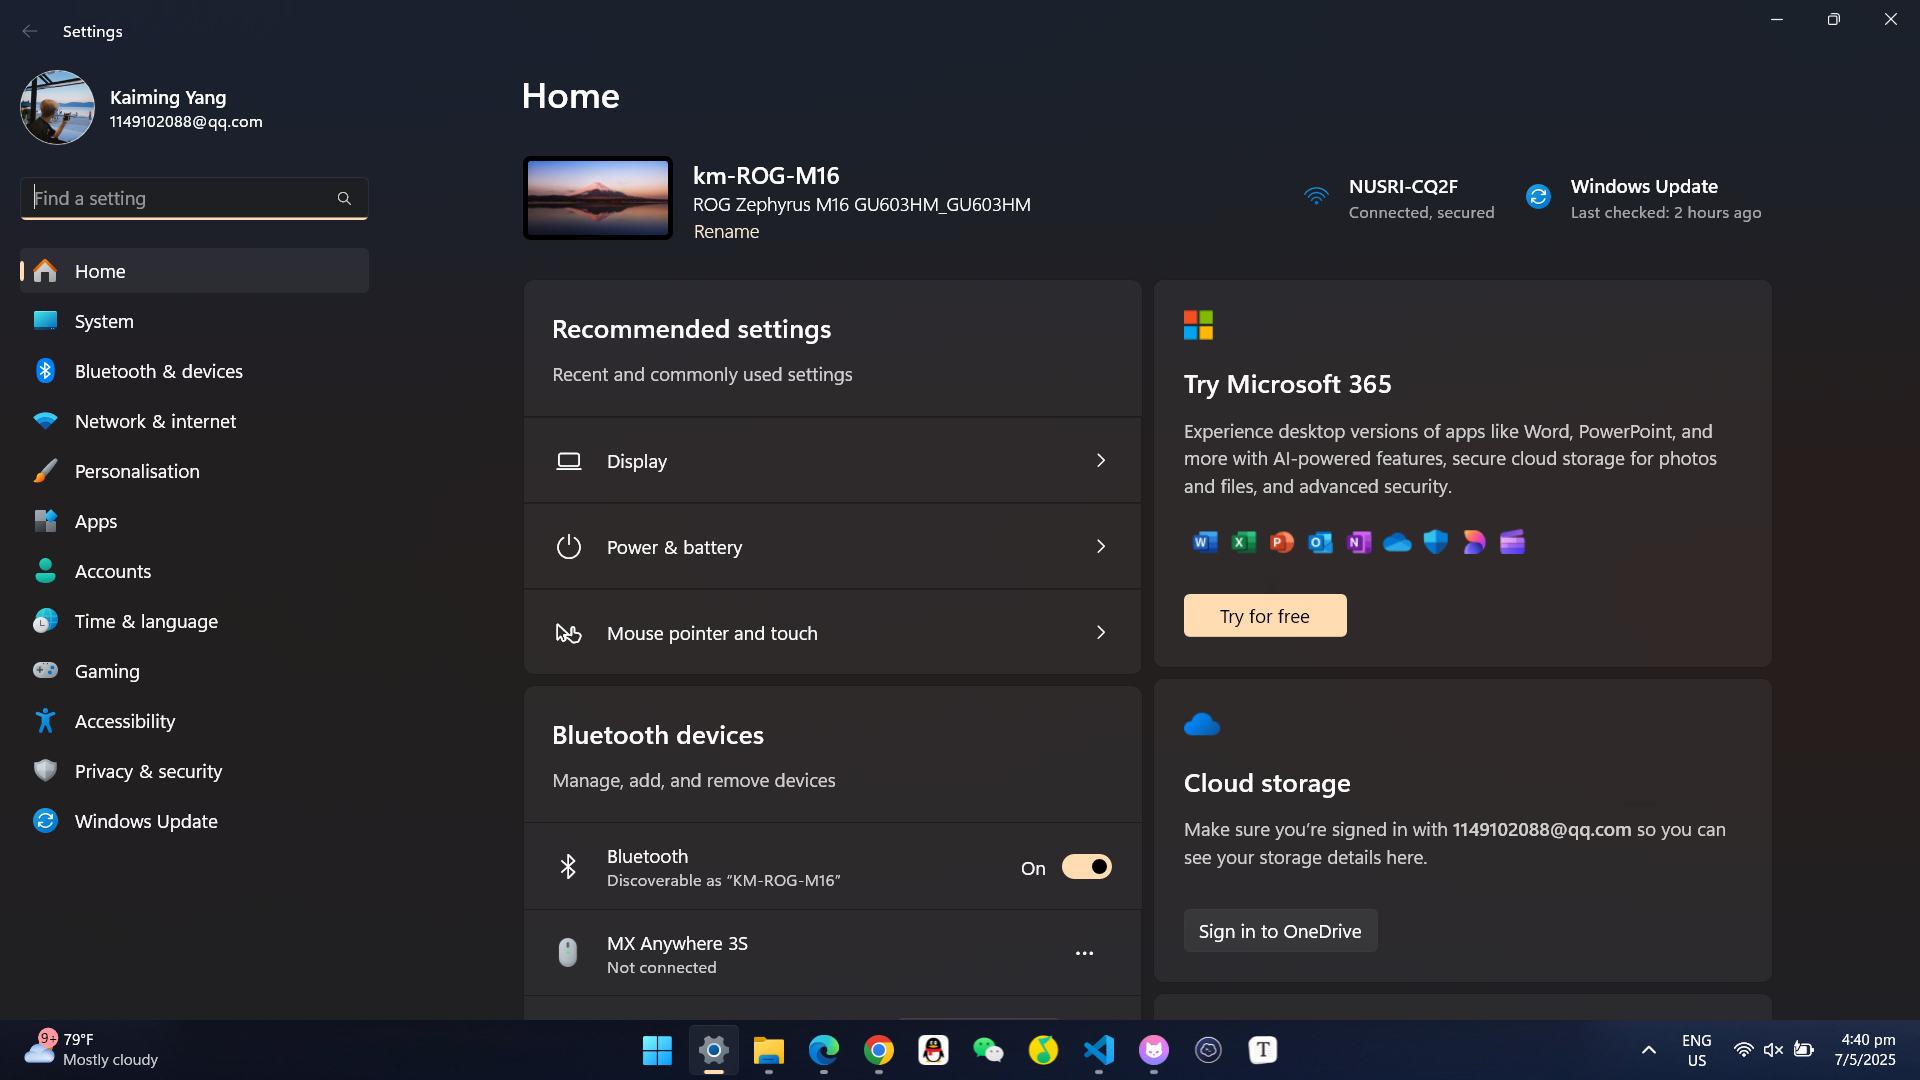 Settings
Kaiming Yang
1149102088@qq.com
Find a setting
Home
System
Bluetooth & devices
Network & internet
Personalisation
Apps
Accounts
Time & language
Gaming
Accessibility
Privacy & security
Windows Update
Home
km-ROG-M16
ROG Zephyrus M16 GU603HM_GU603HM
Rename
NUSRI-CQ2F
Connected, secured
Windows Update
Last checked: 2 hours ago
Recommended settings
Recent and commonly used settings
Display
Power & battery
Mouse pointer and touch
Bluetooth devices
Manage, add, and remove devices
Bluetooth
Discoverable as "KM-ROG-M16"
On
MX Anywhere 3S
Not connected
Try Microsoft 365
Experience desktop versions of apps like Word, PowerPoint, and
more with AI-powered features, secure cloud storage for photos
and files, and advanced security.
Try for free
Cloud storage
Make sure you're signed in with 1149102088@qq.com so you can
see your storage details here.
Sign in to OneDrive
9+
79°F
Mostly cloudy
T
ENG
US
4:40 pm
7/5/2025